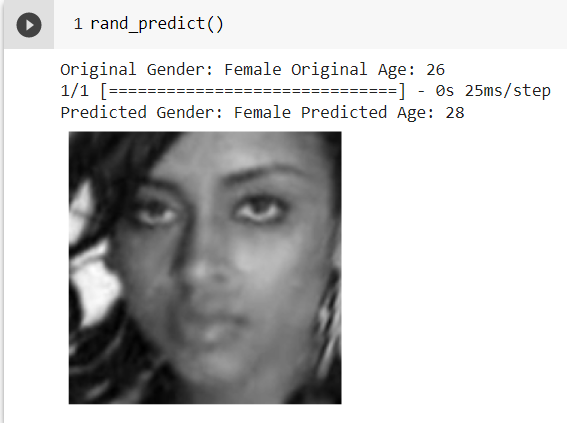 1 rand_predict()
Original Gender: Female Original Age: 26
1/1 [==============================] - 0s 25ms/step
Predicted Gender: Female Predicted Age: 28